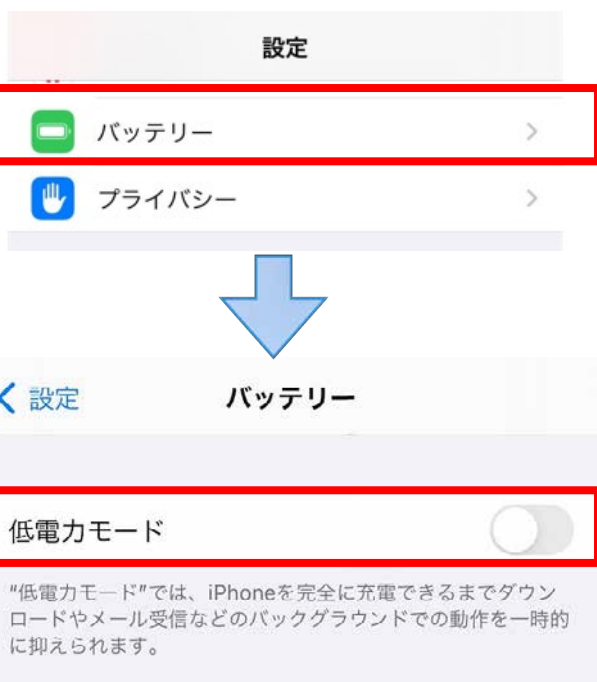 設定
バッテリー
プライバシー
設定
バッテリー
低電力モード
“低電力モード”では、iPhoneを完全に充電できるまでダウン
ロードやメール受信などのバックグラウンドでの動作を一時的
に抑えられます。